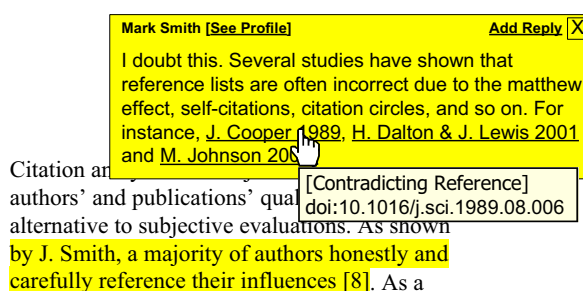 Mark Smith [See Profile] Add Reply X
I doubt this. Several studies have shown that
reference lists are often incorrect due to the matthew
effect, self-citations, citation circles, and so on. For
instance, J. Cooper 1989, H. Dalton & J. Lewis 2001
and M. Johnson
[Contradicting Reference]
doi:10.1016/j.sci.1989.08.006
Citation
authors' and publications'
alternative to subjective evaluations. As shown
by J. Smith, a majority of authors honestly and
carefully reference their influences [8]. As a